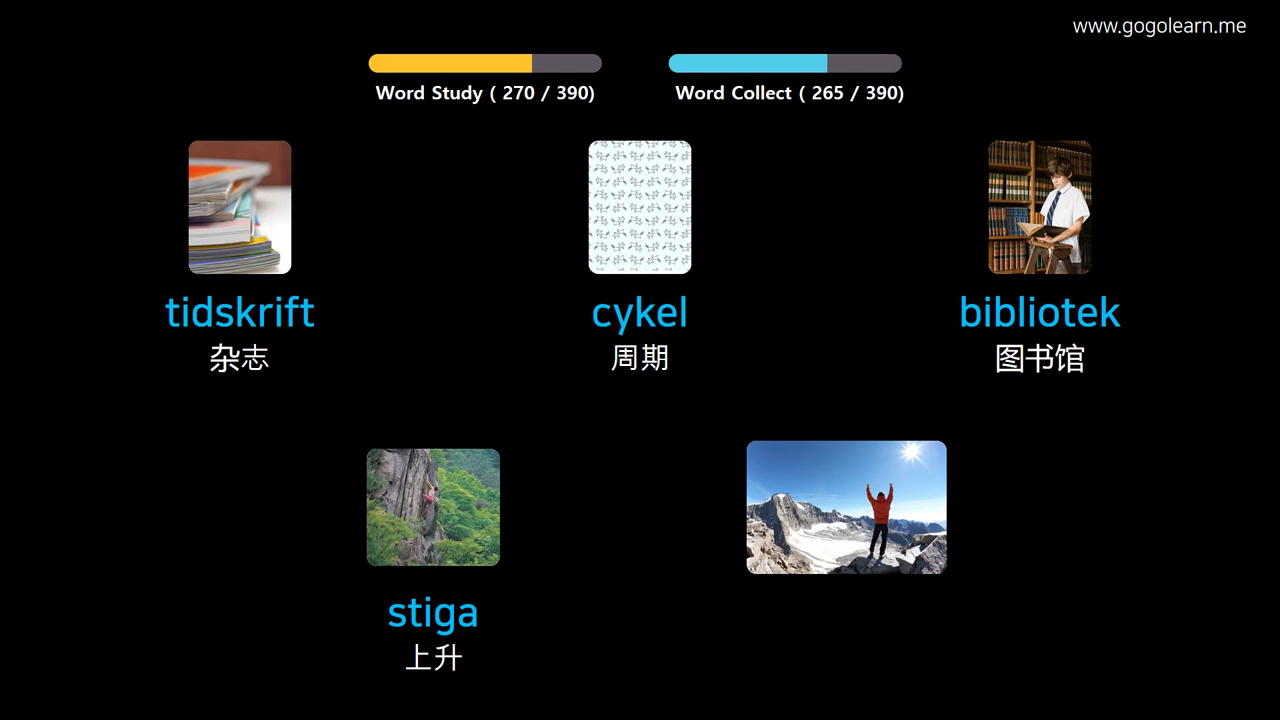 www.gogolearn.me
Word Study ( 270 / 390)
Word Collect ( 265 / 390)
tidskrift
杂志
cykel
周期
bibliotek
图书馆
stiga
上升